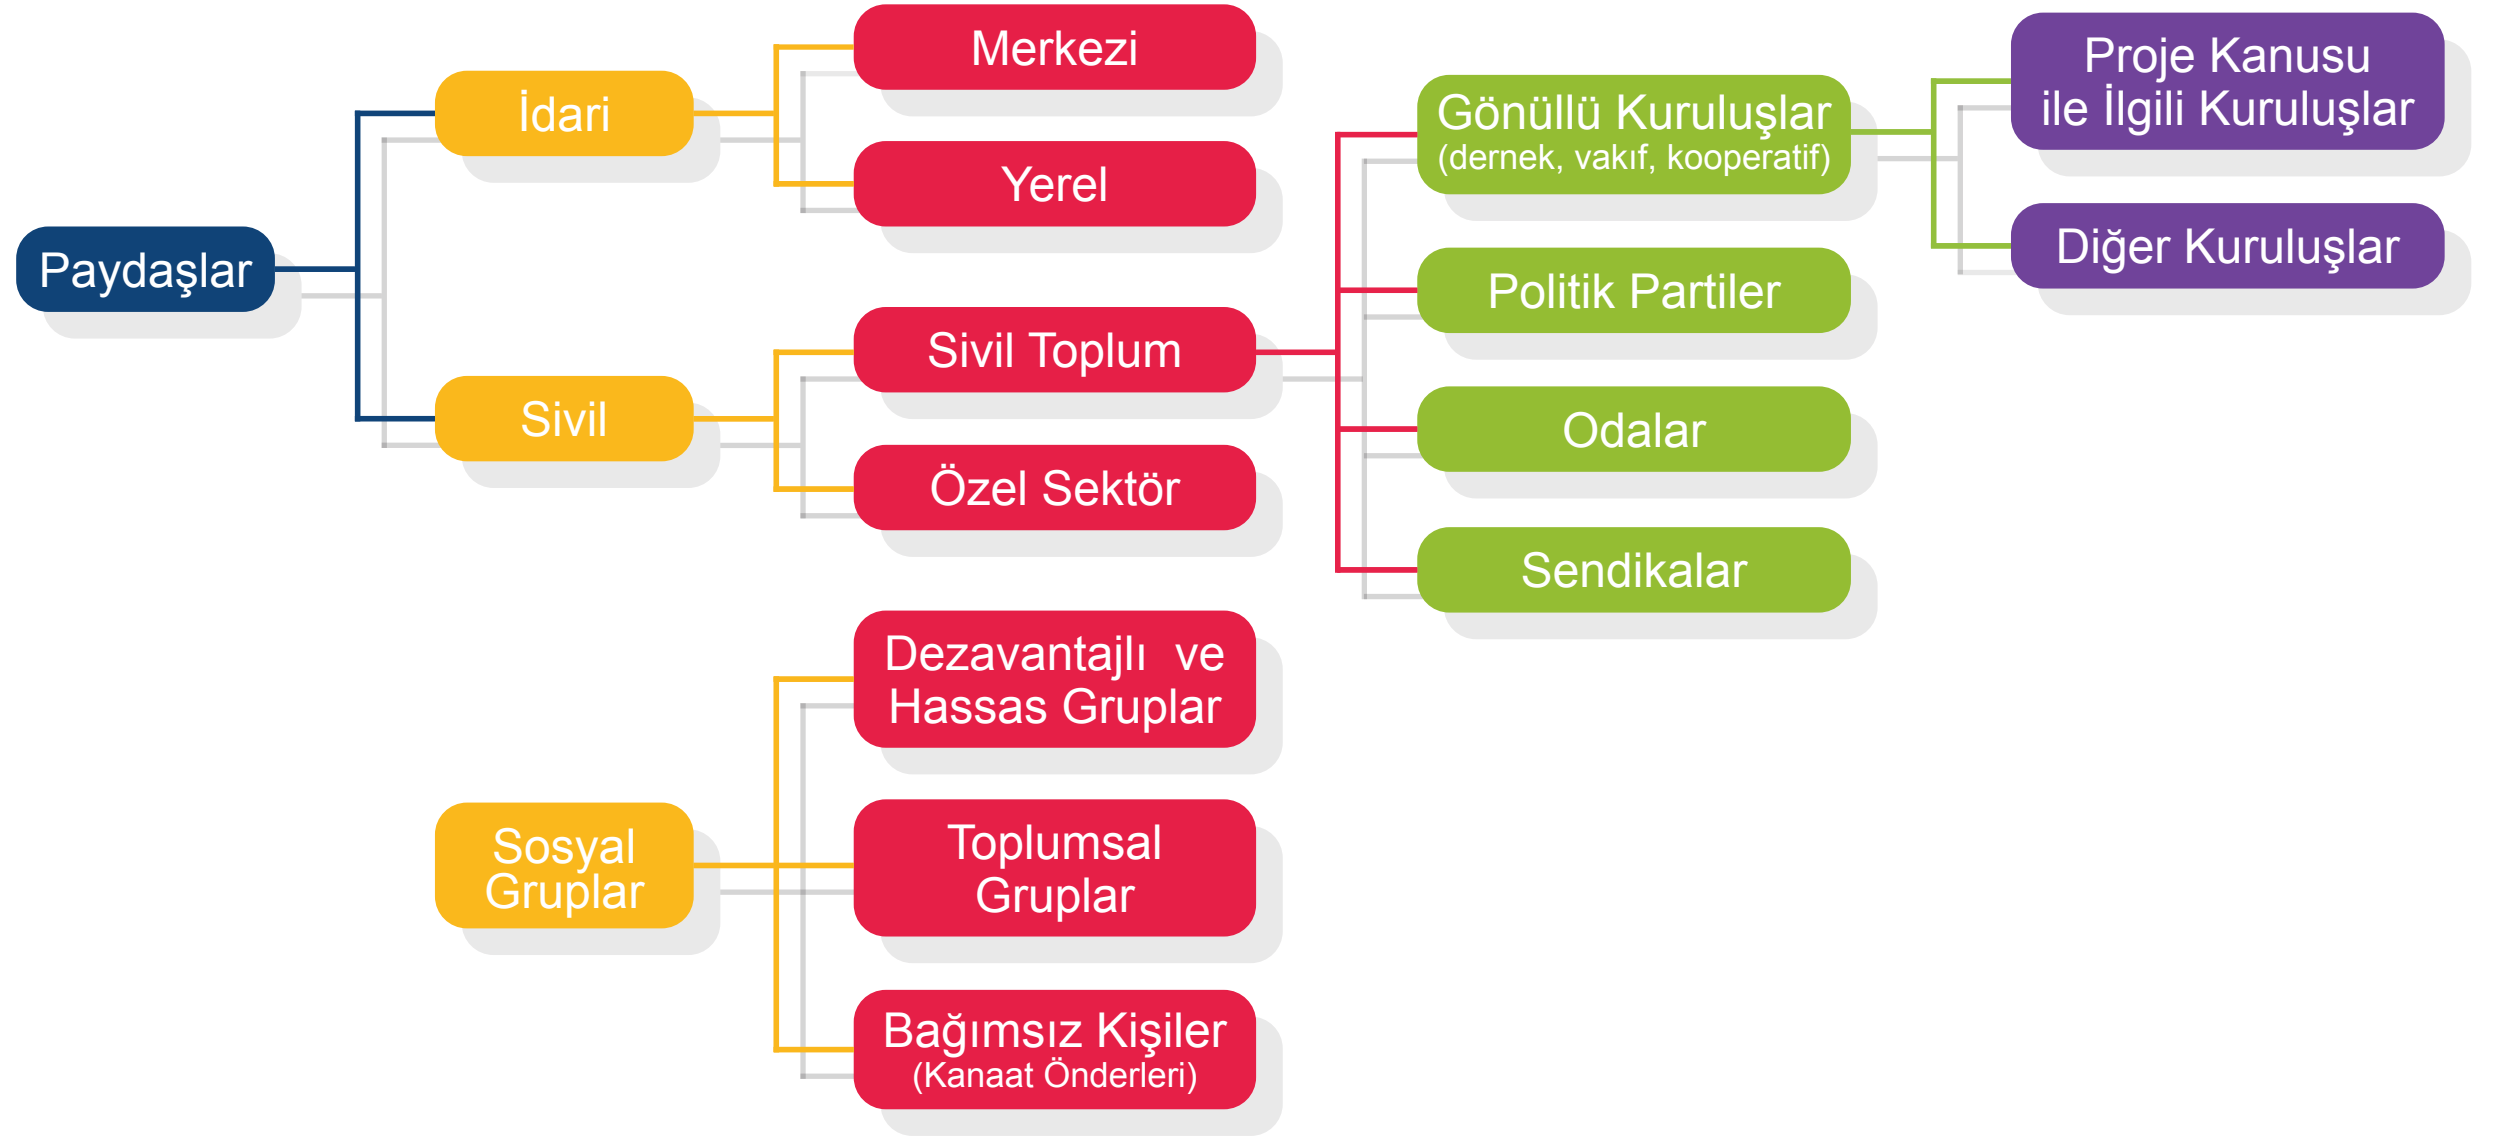 Paydaşlar
İdari
Merkezi
Yerel
Sivil
Sivil Toplum
Gönüllü Kuruluşlar
(dernek, vakıf, kooperatif)
Proje Kanusu
ile İlgili Kuruluşlar
Diğer Kuruluşlar
Politik Partiler
Odalar
Sendikalar
Özel Sektör
Sosyal
Gruplar
Dezavantajlı ve
Hassas Gruplar
Toplumsal
Gruplar
Bağımsız Kişiler
(Kanaat Önderleri)